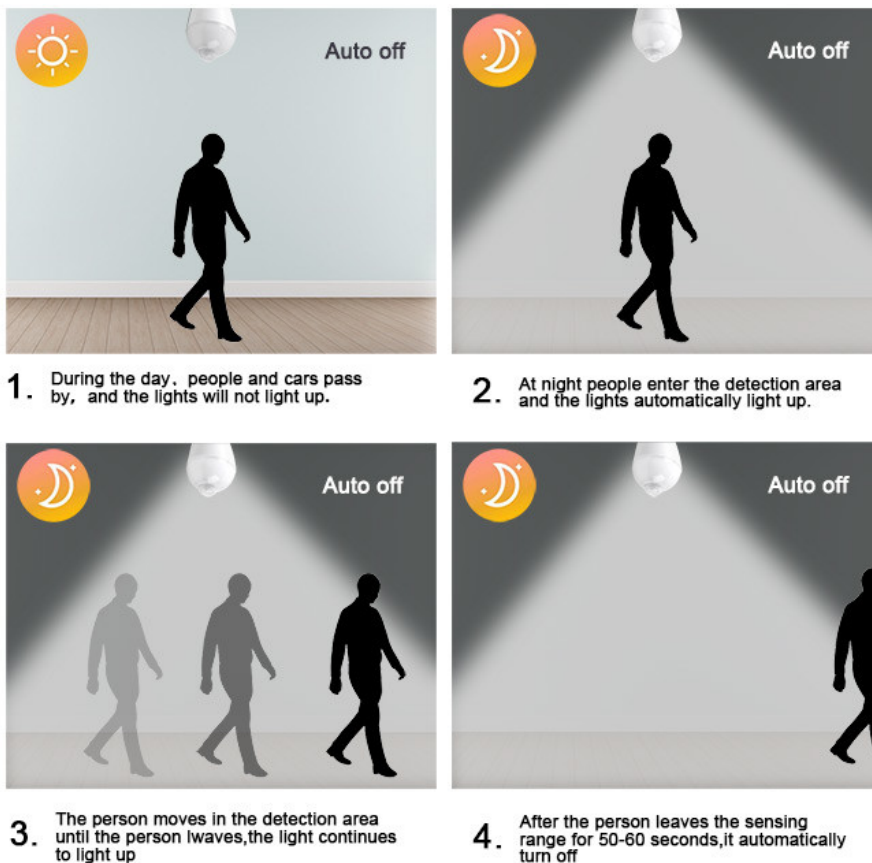 Auto off
Auto off
1. During the day, people and cars pass
by, and the lights will not light up.
2. At night people enter the detection area
and the lights automatically light up.
Auto off
Auto off
3. The person moves in the detection area
until the person lwaves,the light continues
to light up
4. After the person leaves the sensing
range for 50-60 seconds,it automatically
turn off